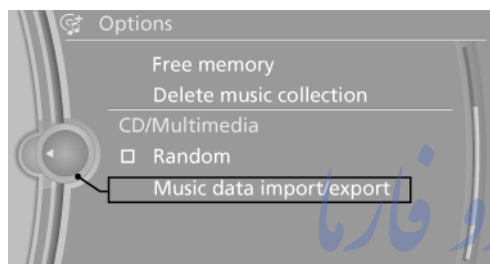 Options
Free memory
Delete music collection
CD/Multimedia
Random
Music data import/export